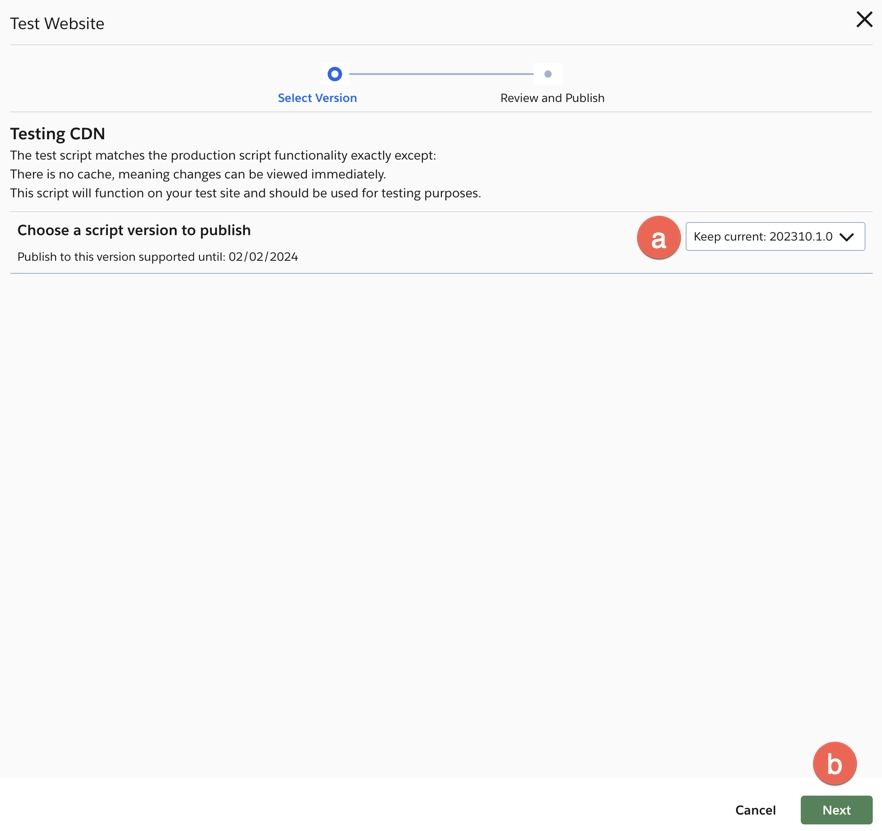 Test Website
Select Version
Review and Publish
Testing CDN
The test script matches the production script functionality exactly except:
There is no cache, meaning changes can be viewed immediately.
This script will function on your test site and should be used for testing purposes.
Choose a script version to publish
a
Keep current: 202310.1.0
Publish to this version supported until: 02/02/2024
b
Cancel
Next